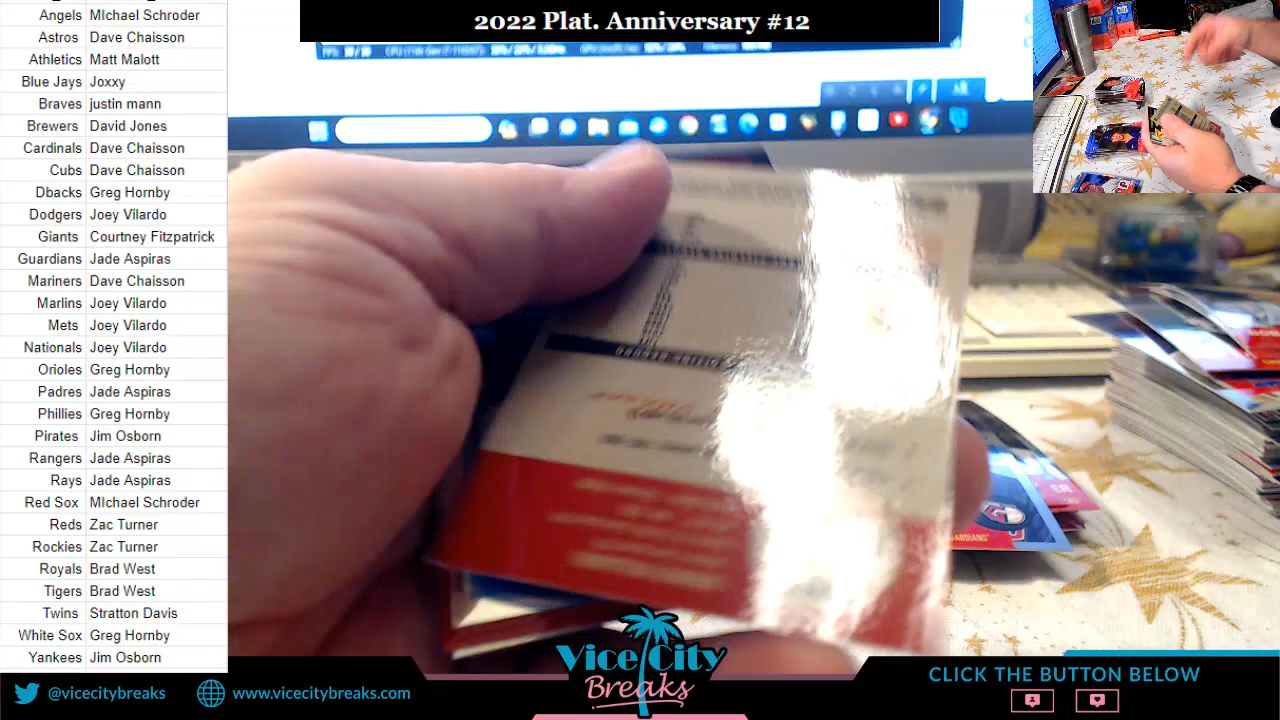 2022 Plat. Anniversary #12
Angels MIchael Schroder
Astros Dave Chaisson
Athletics Matt Malott
Blue Jays Joxxy
Braves justin mann
Brewers David Jones
Cardinals Dave Chaisson
Cubs Dave Chaisson
Dbacks Greg Hornby
Dodgers Joey Vilardo
Giants Courtney Fitzpatrick
Guardians Jade Aspiras
Mariners Dave Chaisson
Marlins Joey Vilardo
Mets Joey Vilardo
Nationals Joey Vilardo
Orioles Greg Hornby
Padres Jade Aspiras
Phillies Greg Hornby
Pirates Jim Osborn
Rangers Jade Aspiras
Rays Jade Aspiras
Red Sox MIchael Schroder
Reds Zac Turner
Rockies Zac Turner
Royals Brad West
Tigers Brad West
Twins Stratton Davis
White Sox Greg Hornby
Yankees Jim Osborn
Vice City
Breaks
@vicecitybreaks
www.vicecitybreaks.com
CLICK THE BUTTON BELOW